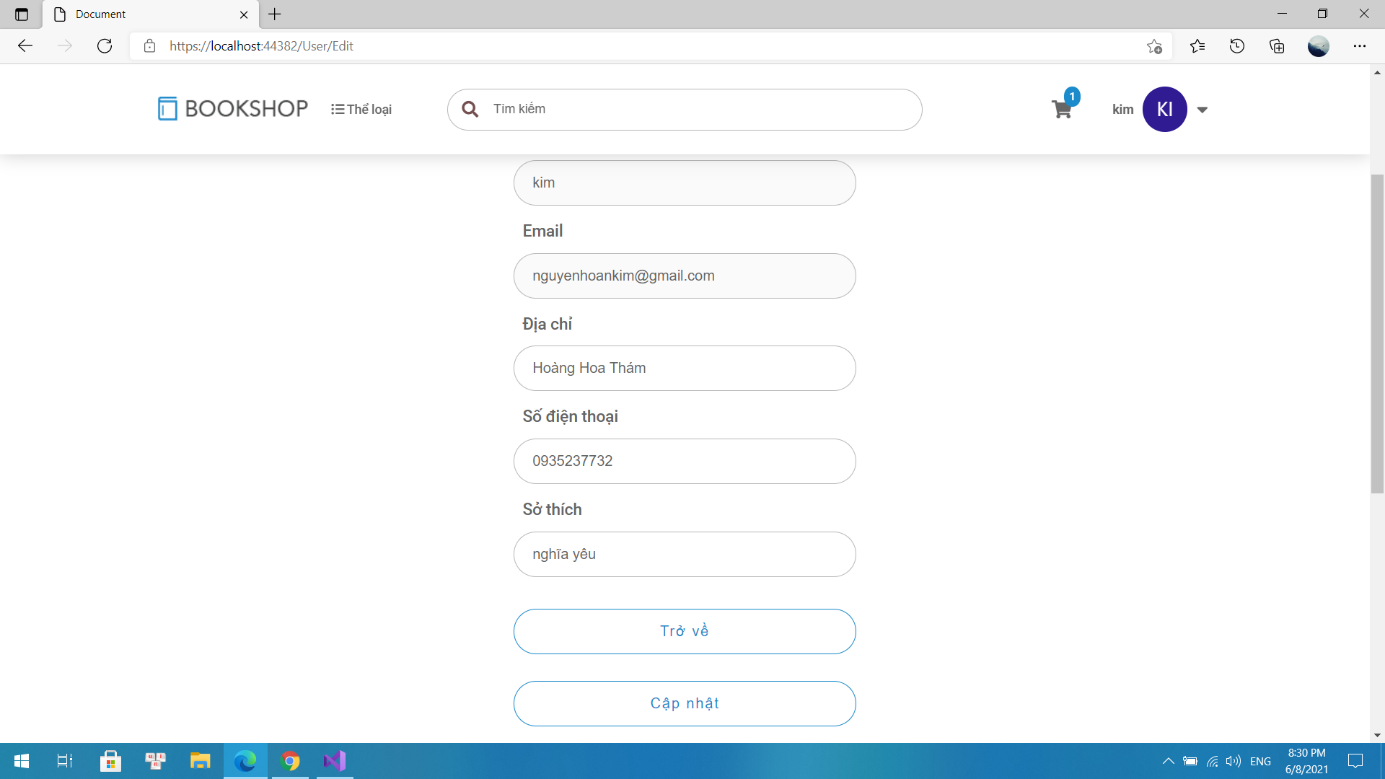 Document
https://localhost:44382/User/Edit
BOOKSHOP
Thể loại
Tìm kiếm
1
kim
KI
kim
Email
nguyenhoankim@gmail.com
Địa chỉ
Hoàng Hoa Thám
Số điện thoại
0935237732
Sở thích
nghĩa yêu
Trở về
Cập nhật
ENG
8:30 PM
6/8/2021